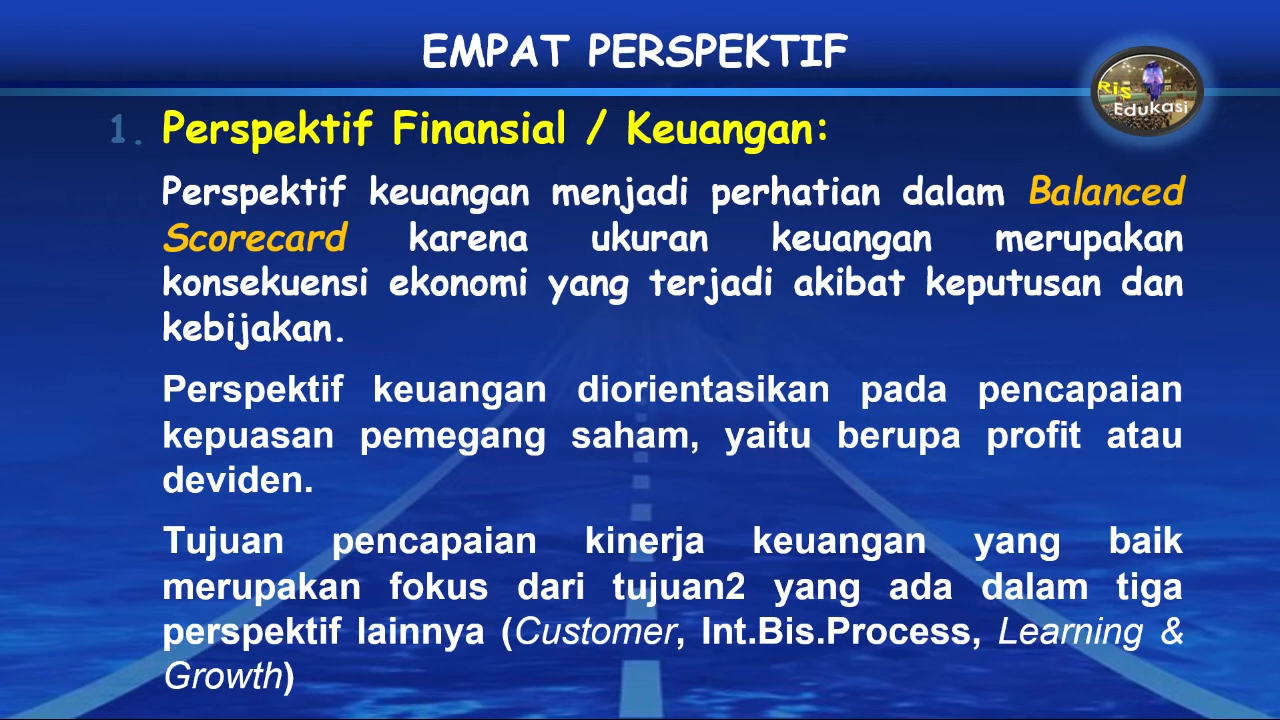 EMPAT PERSPEKTIF
Ris
Edukasi
1. Perspektif Finansial / Keuangan:
Perspektif keuangan menjadi perhatian dalam Balanced
Scorecard karena ukuran keuangan merupakan
konsekuensi ekonomi yang terjadi akibat keputusan dan
kebijakan.
Perspektif keuangan diorientasikan pada pencapaian
kepuasan pemegang saham, yaitu berupa profit atau
deviden.
Tujuan pencapaian kinerja keuangan yang baik
merupakan fokus dari tujuan2 yang ada dalam tiga
perspektif lainnya (Customer, Int.Bis.Process, Learning &
Growth)